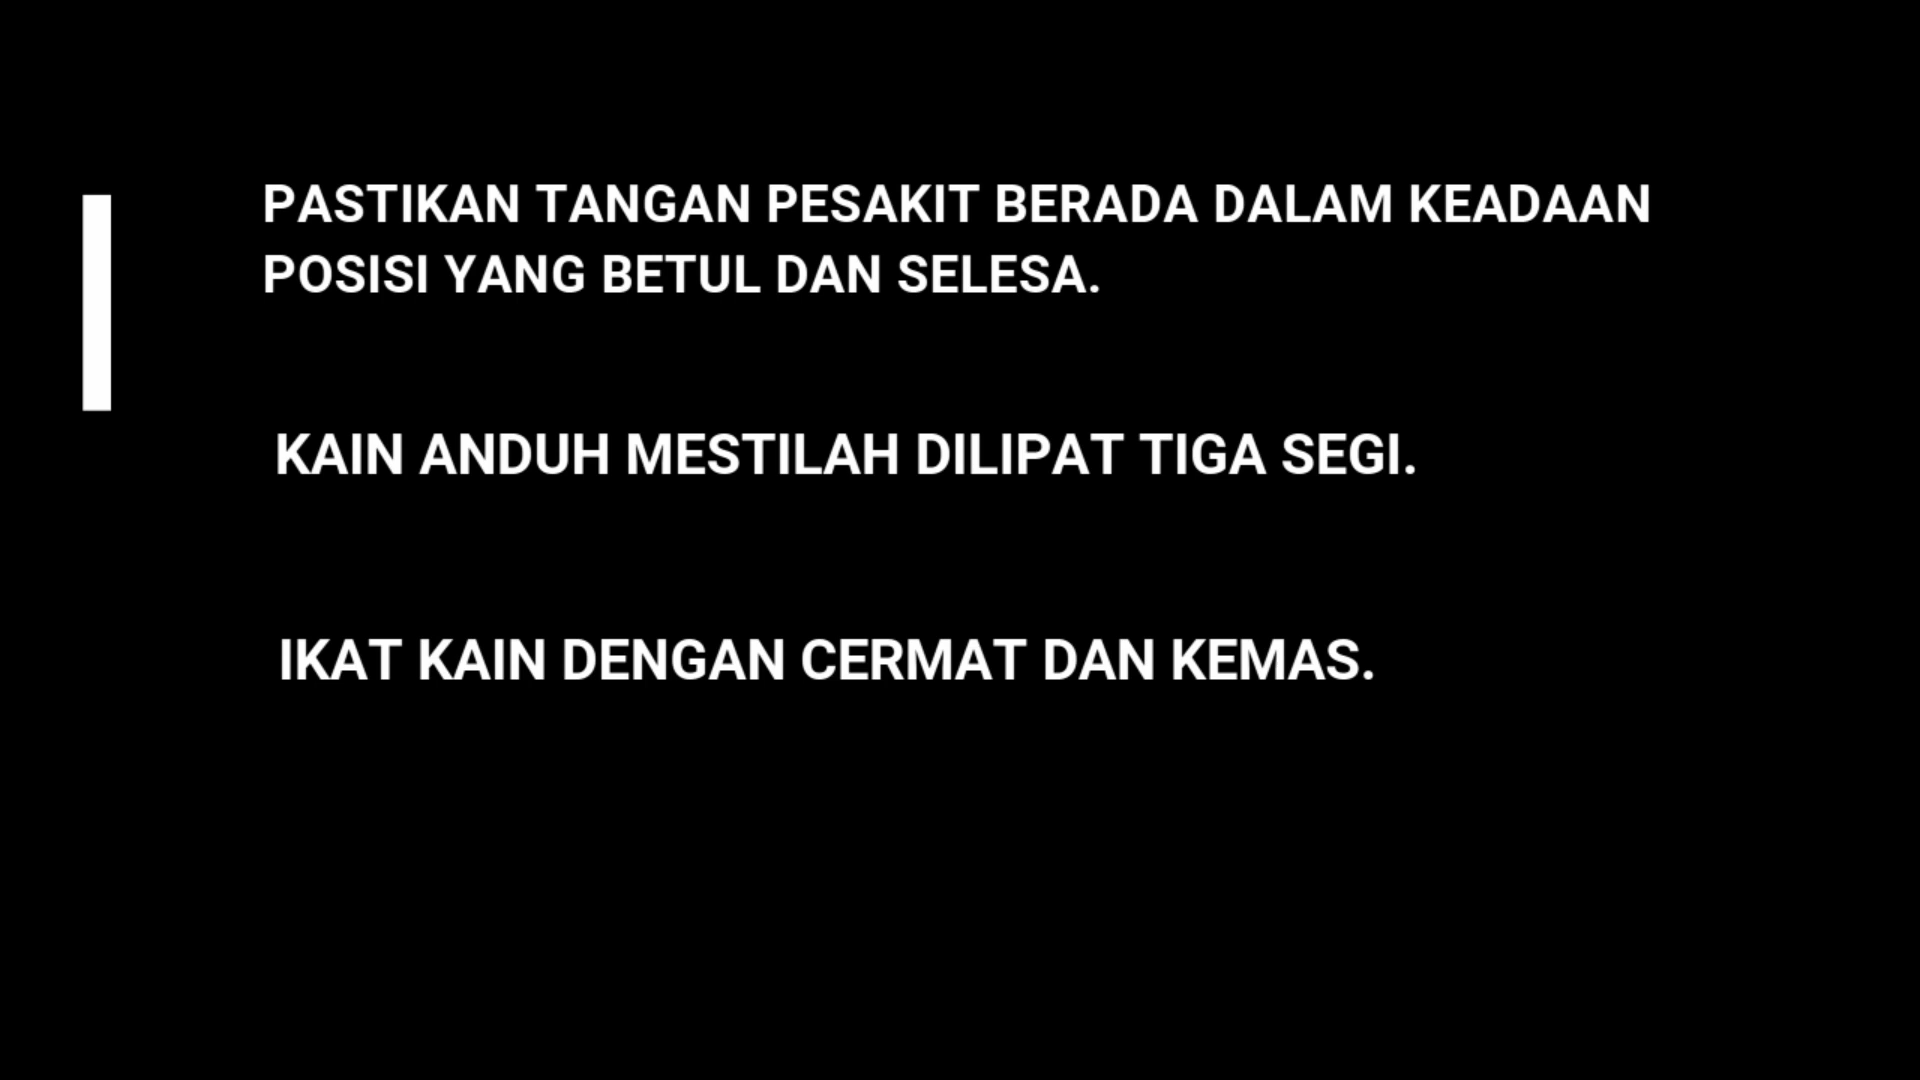 PASTIKAN TANGAN PESAKIT BERADA DALAM KEADAAN
POSISI YANG BETUL DAN SELESA.
KAIN ANDUH MESTILAH DILIPAT TIGA SEGI.
IKAT KAIN DENGAN CERMAT DAN KEMAS.